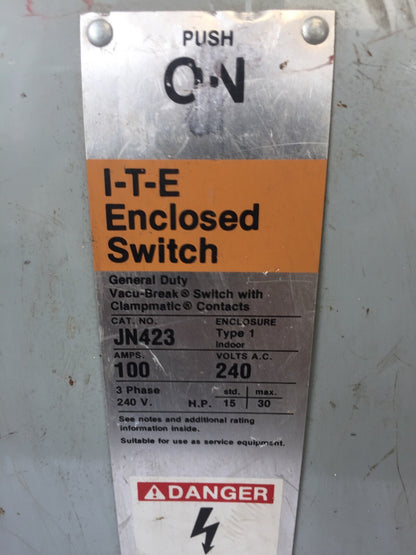 PUSH
ON
I-T-E
Enclosed
Switch
General Duty
Vacu-Break® Switch with
Clampmatic® Contacts
CAT. NO. ENCLOSURE
JN423 Type 1
Indoor
AMPS. VOLTS A.C.
100 240
3 Phase std. max.
240 V. H.P. 15 30
See notes and additional rating
information inside.
Suitable for use as service equipment.
DANGER